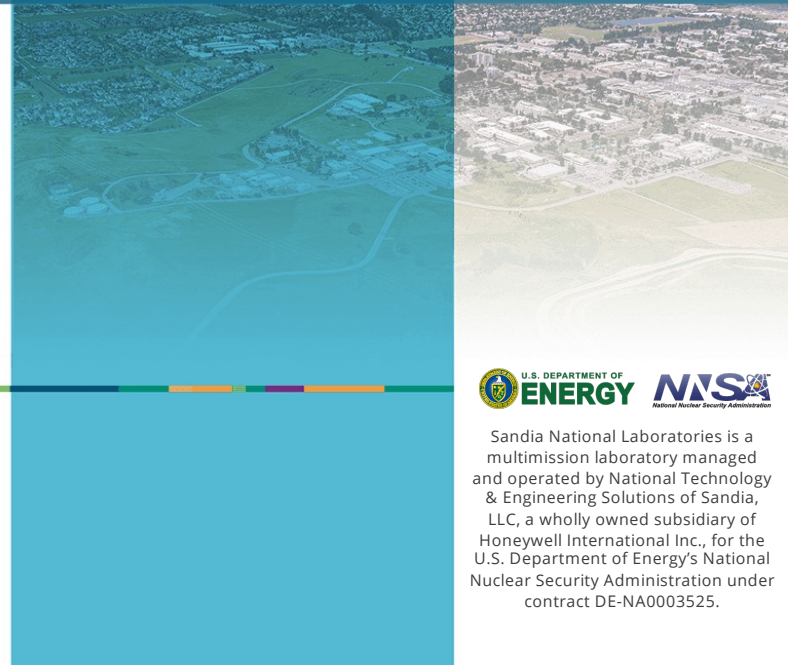 U.S. DEPARTMENT OF
ENERGY
NNSA
National Nuclear Security Administration
Sandia National Laboratories is a
multimission laboratory managed
and operated by National Technology
& Engineering Solutions of Sandia,
LLC, a wholly owned subsidiary of
Honeywell International Inc., for the
U.S. Department of Energy’s National
Nuclear Security Administration under
contract DE-NA0003525.